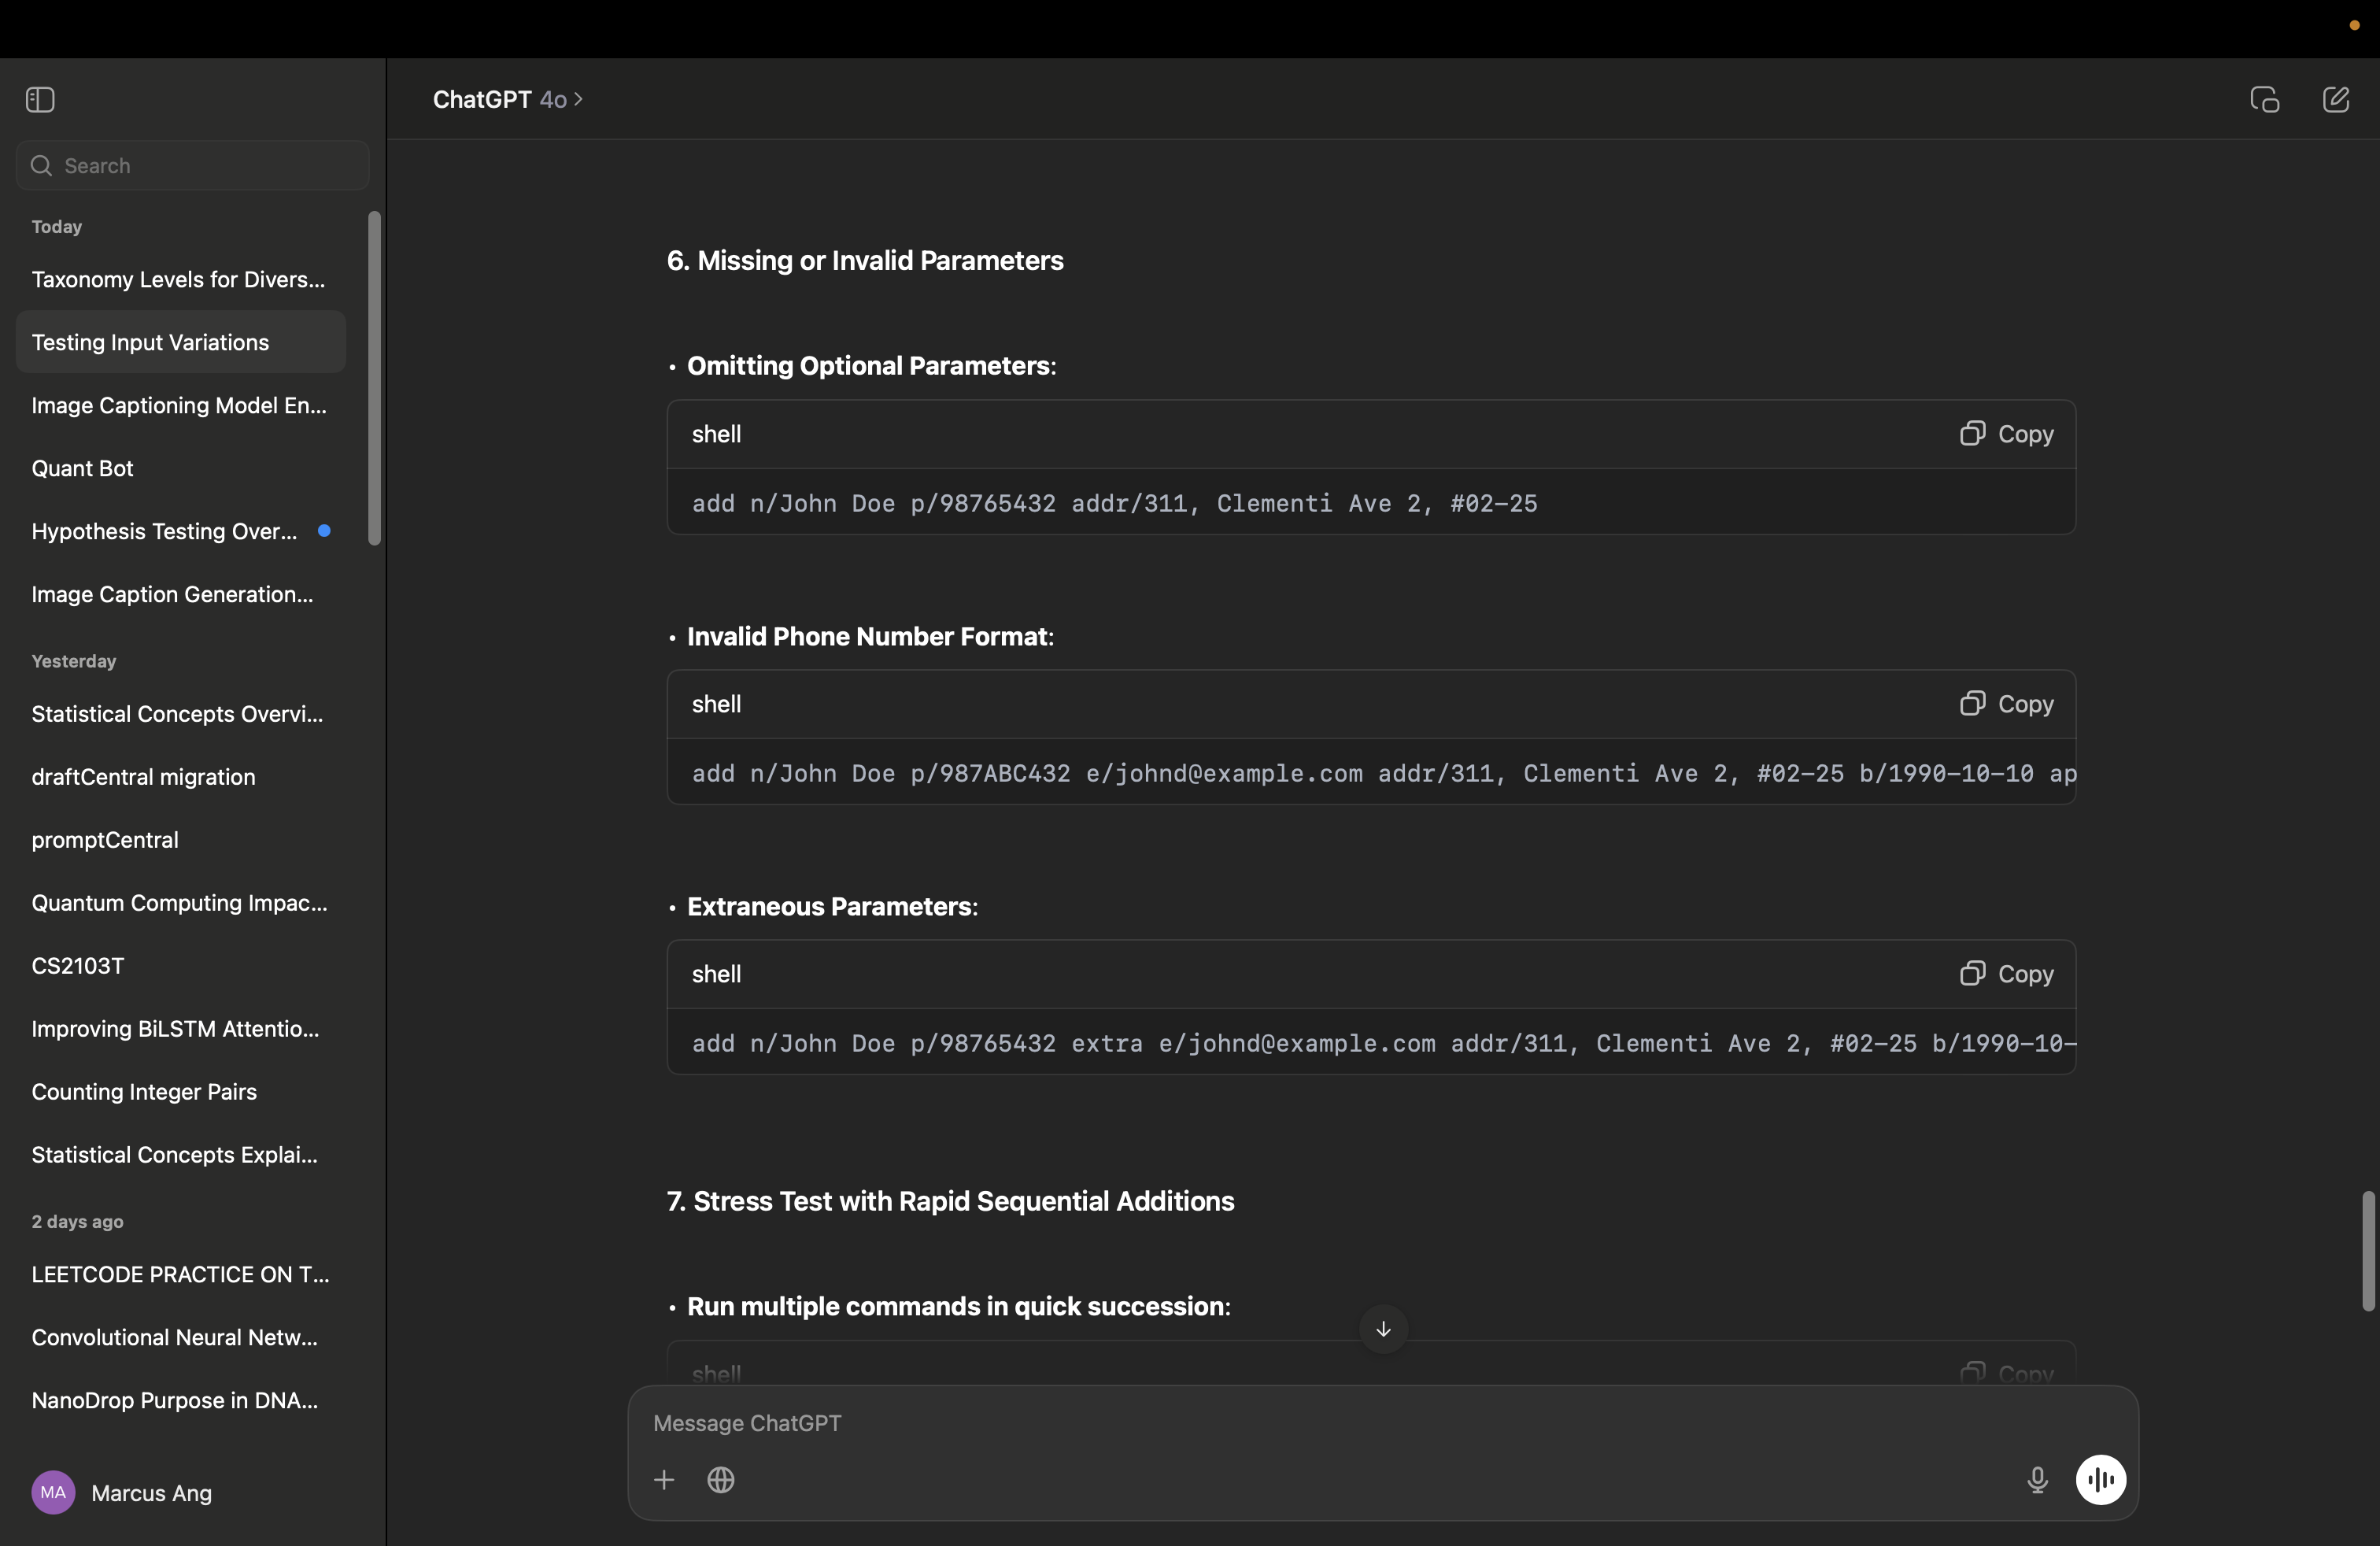 Search
Today
Taxonomy Levels for Divers...
Testing Input Variations
Image Captioning Model En...
Quant Bot
Hypothesis Testing Over...
Image Caption Generation...
Yesterday
Statistical Concepts Overvi...
draftCentral migration
promptCentral
Quantum Computing Impac...
CS2103T
Improving BiLSTM Attentio...
Counting Integer Pairs
Statistical Concepts Explai...
2 days ago
LEETCODE PRACTICE ON T...
Convolutional Neural Netw...
NanoDrop Purpose in DNA...
MA Marcus Ang
ChatGPT 4o >
6. Missing or Invalid Parameters
• Omitting Optional Parameters:
shell Copy
add n/John Doe p/98765432 addr/311, Clementi Ave 2, #02-25
• Invalid Phone Number Format:
shell Copy
add n/John Doe p/987ABC432 e/johnd@example.com addr/311, Clementi Ave 2, #02-25 b/1990-10-10 ap
• Extraneous Parameters:
shell Copy
add n/John Doe p/98765432 extra e/johnd@example.com addr/311, Clementi Ave 2, #02-25 b/1990-10-
7. Stress Test with Rapid Sequential Additions
• Run multiple commands in quick succession:
shell Copy
Message ChatGPT